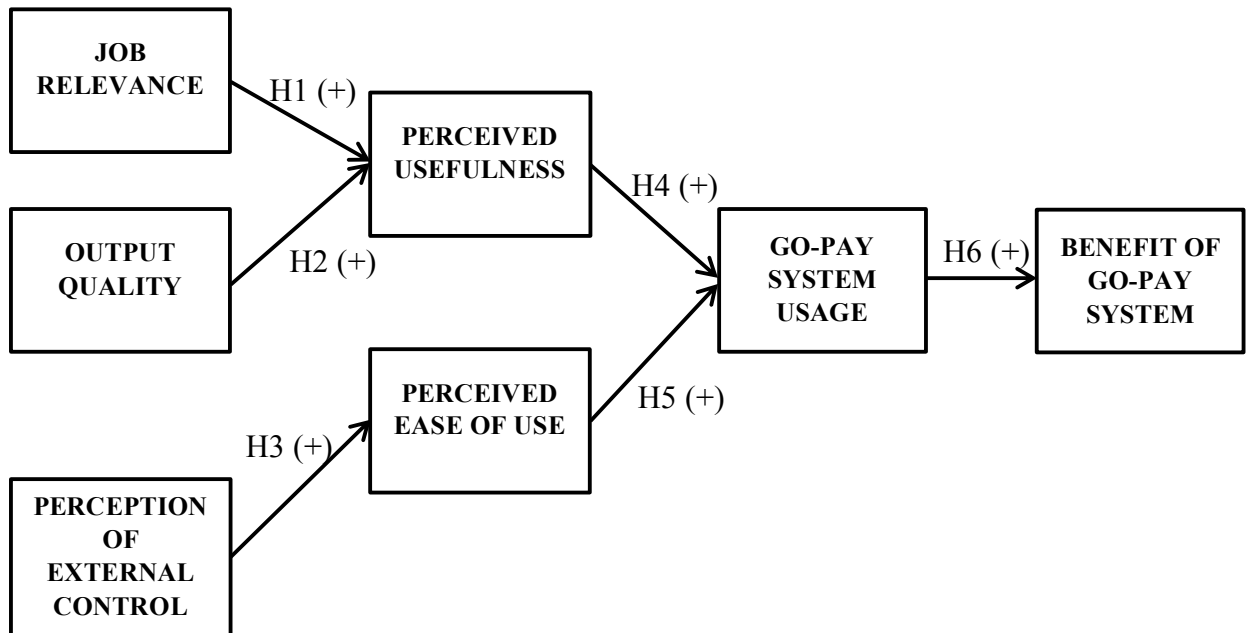 JOB
RELEVANCE
H1 (+)
PERCEIVED
USEFULNESS
OUTPUT
QUALITY
H2 (+)
H4 (+)
GO-PAY
SYSTEM
USAGE
H6 (+)
BENEFIT OF
GO-PAY
SYSTEM
PERCEIVED
EASE OF USE
H5 (+)
H3 (+)
PERCEPTION
OF
EXTERNAL
CONTROL